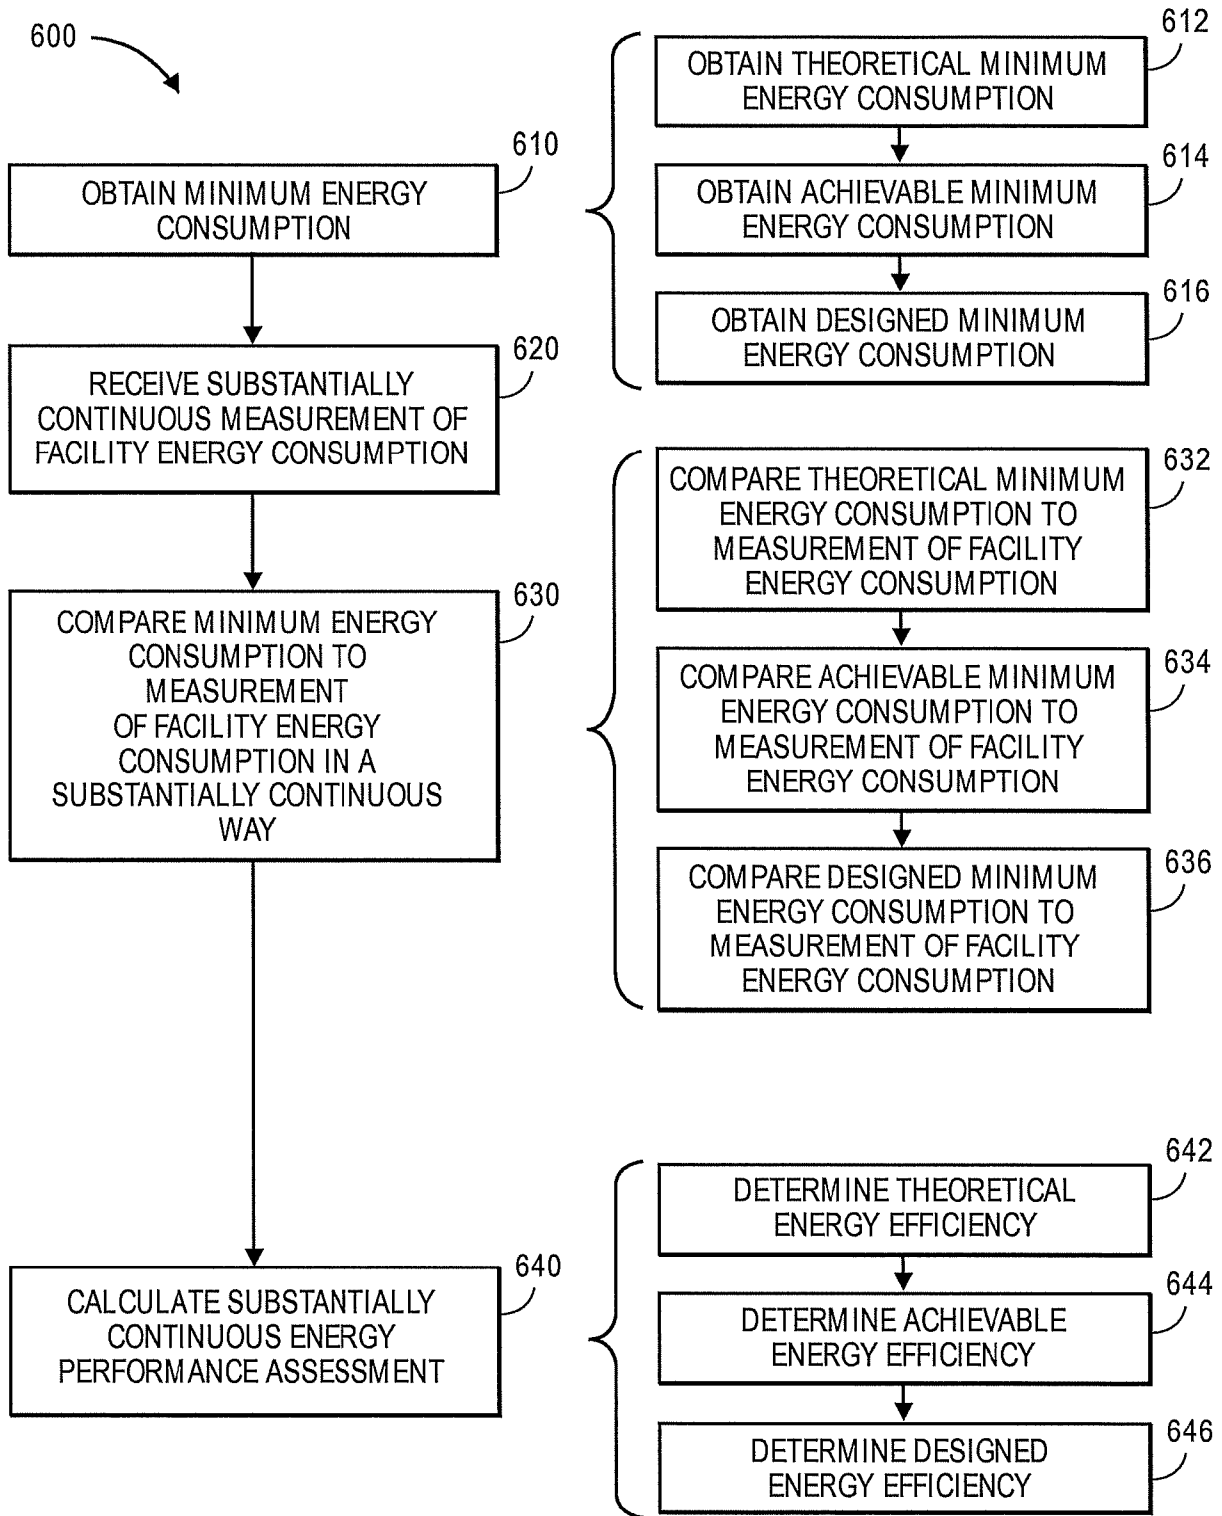 600
610
OBTAIN MINIMUM ENERGY
CONSUMPTION
612
OBTAIN THEORETICAL MINIMUM
ENERGY CONSUMPTION
614
OBTAIN ACHIEVABLE MINIMUM
ENERGY CONSUMPTION
616
OBTAIN DESIGNED MINIMUM
ENERGY CONSUMPTION
620
RECEIVE SUBSTANTIALLY
CONTINUOUS MEASUREMENT OF
FACILITY ENERGY CONSUMPTION
630
COMPARE MINIMUM ENERGY
CONSUMPTION TO
MEASUREMENT
OF FACILITY ENERGY
CONSUMPTION IN A
SUBSTANTIALLY CONTINUOUS
WAY
632
COMPARE THEORETICAL MINIMUM
ENERGY CONSUMPTION TO
MEASUREMENT OF FACILITY
ENERGY CONSUMPTION
634
COMPARE ACHIEVABLE MINIMUM
ENERGY CONSUMPTION TO
MEASUREMENT OF FACILITY
ENERGY CONSUMPTION
636
COMPARE DESIGNED MINIMUM
ENERGY CONSUMPTION TO
MEASUREMENT OF FACILITY
ENERGY CONSUMPTION
640
CALCULATE SUBSTANTIALLY
CONTINUOUS ENERGY
PERFORMANCE ASSESSMENT
642
DETERMINE THEORETICAL
ENERGY EFFICIENCY
644
DETERMINE ACHIEVABLE
ENERGY EFFICIENCY
646
DETERMINE DESIGNED
ENERGY EFFICIENCY